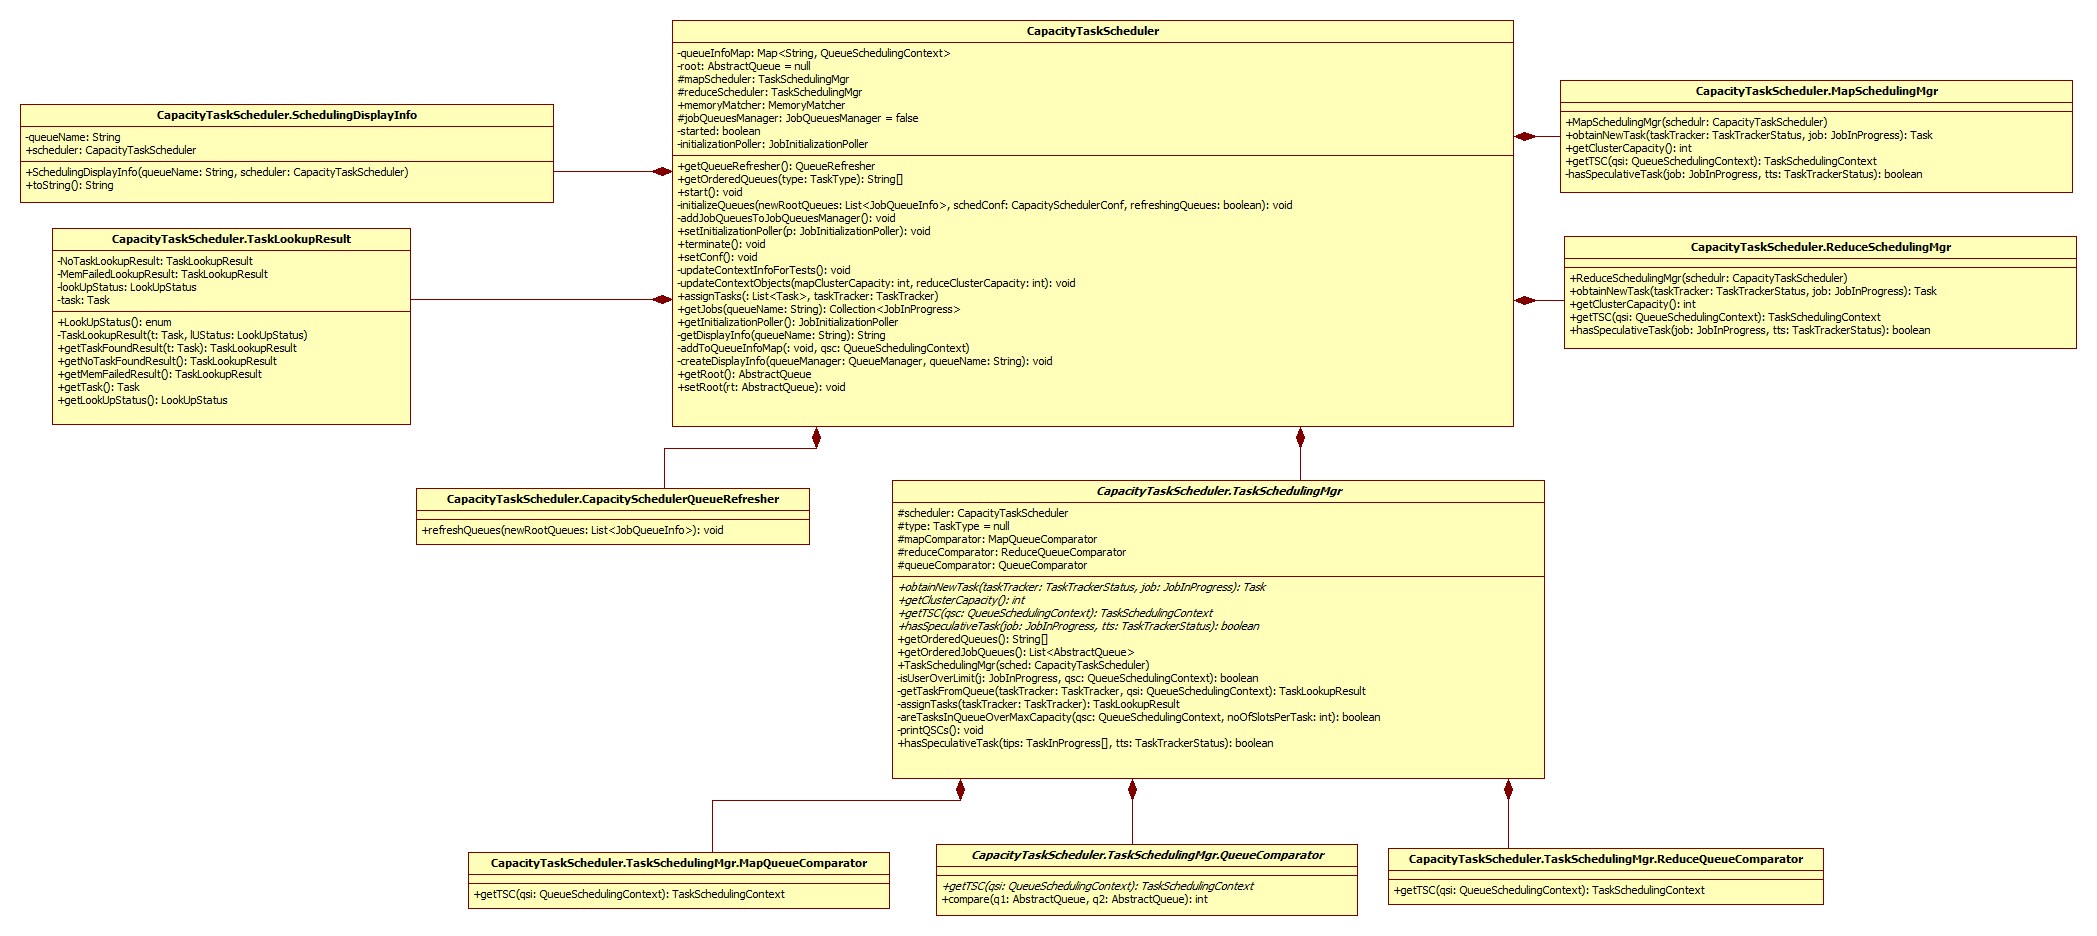 CapacityTaskScheduler
-queueInfoMap: Map<String, QueueSchedulingContext>
-root: AbstractQueue = null
#mapScheduler: TaskSchedulingMgr
#reduceScheduler: TaskSchedulingMgr
+memoryMatcher: MemoryMatcher
#jobQueuesManager: JobQueuesManager = false
-started: boolean
-initializationPoller: JobInitializationPoller
+getQueueRefresher(): QueueRefresher
+getOrderedQueues(type: TaskType): String[]
+start(): void
-initializeQueues(newRootQueues: List<JobQueueInfo>, schedConf: CapacitySchedulerConf, refreshingQueues: boolean): void
-addJobQueuesToJobQueuesManager(): void
+setInitializationPoller(p: JobInitializationPoller): void
+terminate(): void
+setConf(): void
-updateContextInfoForTests(): void
-updateContextObjects(mapClusterCapacity: int, reduceClusterCapacity: int): void
+assignTasks(: List<Task>, taskTracker: TaskTracker)
+getJobs(queueName: String): Collection<JobInProgress>
+getInitializationPoller(): JobInitializationPoller
-getDisplayInfo(queueName: String): String
-addToQueueInfoMap(: void, qsc: QueueSchedulingContext)
-createDisplayInfo(queueManager: QueueManager, queueName: String): void
+getRoot(): AbstractQueue
+setRoot(rt: AbstractQueue): void
CapacityTaskScheduler.SchedulingDisplayInfo
-queueName: String
+scheduler: CapacityTaskScheduler
+SchedulingDisplayInfo(queueName: String, scheduler: CapacityTaskScheduler)
+toString(): String
CapacityTaskScheduler.TaskLookupResult
-NoTaskLookupResult: TaskLookupResult
-MemFailedLookupResult: TaskLookupResult
-lookUpStatus: LookUpStatus
-task: Task
+LookUpStatus(): enum
-TaskLookupResult(t: Task, lUStatus: LookUpStatus)
+getTaskFoundResult(t: Task): TaskLookupResult
+getNoTaskFoundResult(): TaskLookupResult
+getMemFailedResult(): TaskLookupResult
+getTask(): Task
+getLookUpStatus(): LookUpStatus
CapacityTaskScheduler.MapSchedulingMgr
+MapSchedulingMgr(schedulr: CapacityTaskScheduler)
+obtainNewTask(taskTracker: TaskTrackerStatus, job: JobInProgress): Task
+getClusterCapacity(): int
+getTSC(qsi: QueueSchedulingContext): TaskSchedulingContext
-hasSpeculativeTask(job: JobInProgress, tts: TaskTrackerStatus): boolean
CapacityTaskScheduler.ReduceSchedulingMgr
+ReduceSchedulingMgr(schedulr: CapacityTaskScheduler)
+obtainNewTask(taskTracker: TaskTrackerStatus, job: JobInProgress): Task
+getClusterCapacity(): int
+getTSC(qsi: QueueSchedulingContext): TaskSchedulingContext
+hasSpeculativeTask(job: JobInProgress, tts: TaskTrackerStatus): boolean
CapacityTaskScheduler.CapacitySchedulerQueueRefresher
+refreshQueues(newRootQueues: List<JobQueueInfo>): void
CapacityTaskScheduler.TaskSchedulingMgr
#scheduler: CapacityTaskScheduler
#type: TaskType = null
#mapComparator: MapQueueComparator
#reduceComparator: ReduceQueueComparator
#queueComparator: QueueComparator
+obtainNewTask(taskTracker: TaskTrackerStatus, job: JobInProgress): Task
+getClusterCapacity(): int
+getTSC(qsc: QueueSchedulingContext): TaskSchedulingContext
+hasSpeculativeTask(job: JobInProgress, tts: TaskTrackerStatus): boolean
+getOrderedQueues(): String[]
+getOrderedJobQueues(): List<AbstractQueue>
+TaskSchedulingMgr(sched: CapacityTaskScheduler)
-isUserOverLimit(j: JobInProgress, qsc: QueueSchedulingContext): boolean
-getTaskFromQueue(taskTracker: TaskTracker, qsi: QueueSchedulingContext): TaskLookupResult
-assignTasks(taskTracker: TaskTracker): TaskLookupResult
-areTasksInQueueOverMaxCapacity(qsc: QueueSchedulingContext, noOfSlotsPerTask: int): boolean
-printQSCs(): void
+hasSpeculativeTask(tips: TaskInProgress[], tts: TaskTrackerStatus): boolean
CapacityTaskScheduler.TaskSchedulingMgr.MapQueueComparator
+getTSC(qsi: QueueSchedulingContext): TaskSchedulingContext
CapacityTaskScheduler.TaskSchedulingMgr.QueueComparator
+getTSC(qsi: QueueSchedulingContext): TaskSchedulingContext
+compare(q1: AbstractQueue, q2: AbstractQueue): int
CapacityTaskScheduler.TaskSchedulingMgr.ReduceQueueComparator
+getTSC(qsi: QueueSchedulingContext): TaskSchedulingContext